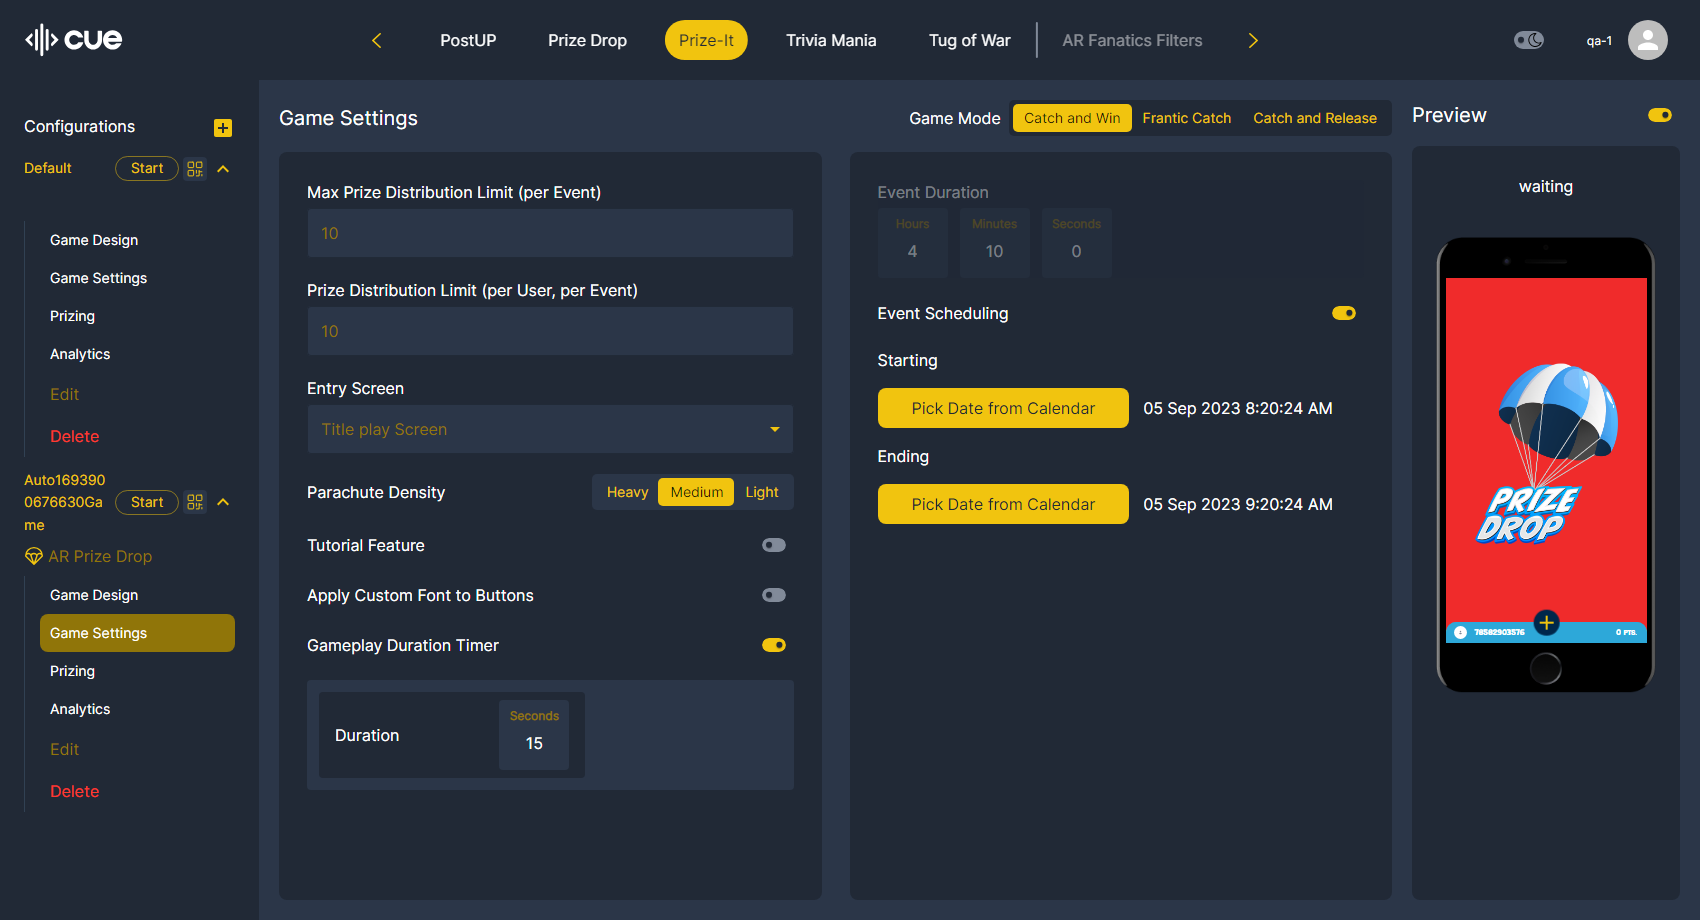 cue
PostUP
Prize Drop
Prize-It
Trivia Mania
Tug of War
AR Fanatics Filters
qa-1
Configurations
Default
Start
Game Design
Game Settings
Prizing
Analytics
Edit
Delete
Auto169390
0676630Ga
me
Start
AR Prize Drop
Game Design
Game Settings
Prizing
Analytics
Edit
Delete
Game Settings
Max Prize Distribution Limit (per Event)
10
Prize Distribution Limit (per User, per Event)
10
Entry Screen
Title play Screen
Parachute Density
Heavy
Medium
Light
Tutorial Feature
Apply Custom Font to Buttons
Gameplay Duration Timer
Duration
Seconds
15
Game Mode
Catch and Win
Frantic Catch
Catch and Release
Event Duration
Hours
4
Minutes
10
Seconds
0
Event Scheduling
Starting
Pick Date from Calendar
05 Sep 2023 8:20:24 AM
Ending
Pick Date from Calendar
05 Sep 2023 9:20:24 AM
Preview
waiting
PRIZE
DROP
78562903576
0 PTS.